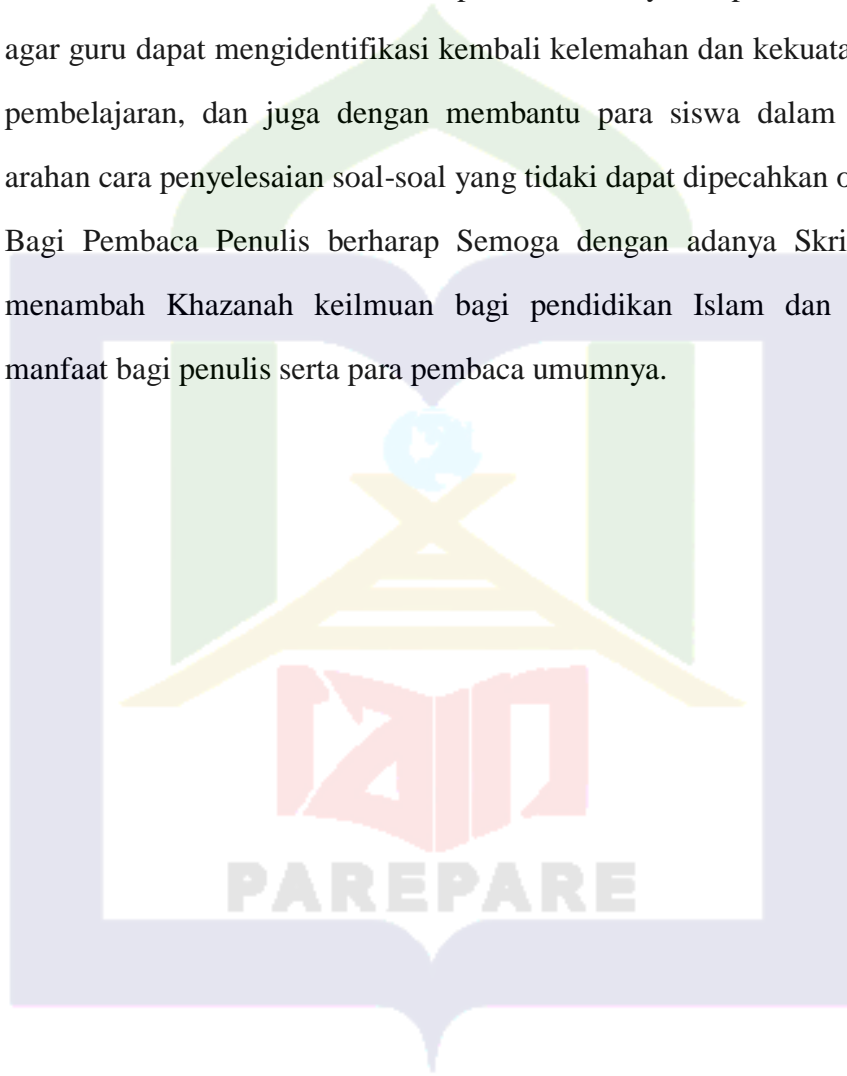 agar guru dapat mengidentifikasi kembali kelemahan dan
pembelajaran, dan juga dengan membantu para siswa dalam
arahan cara penyelesaian soal-soal yang tidaki dapat dipecahkan
Bagi Pembaca Penulis berharap Semoga dengan adanya
menambah Khazanah keilmuan bagi pendidikan Islam dan
manfaat bagi penulis serta para pembaca umumnya.
iain
PAREPARE